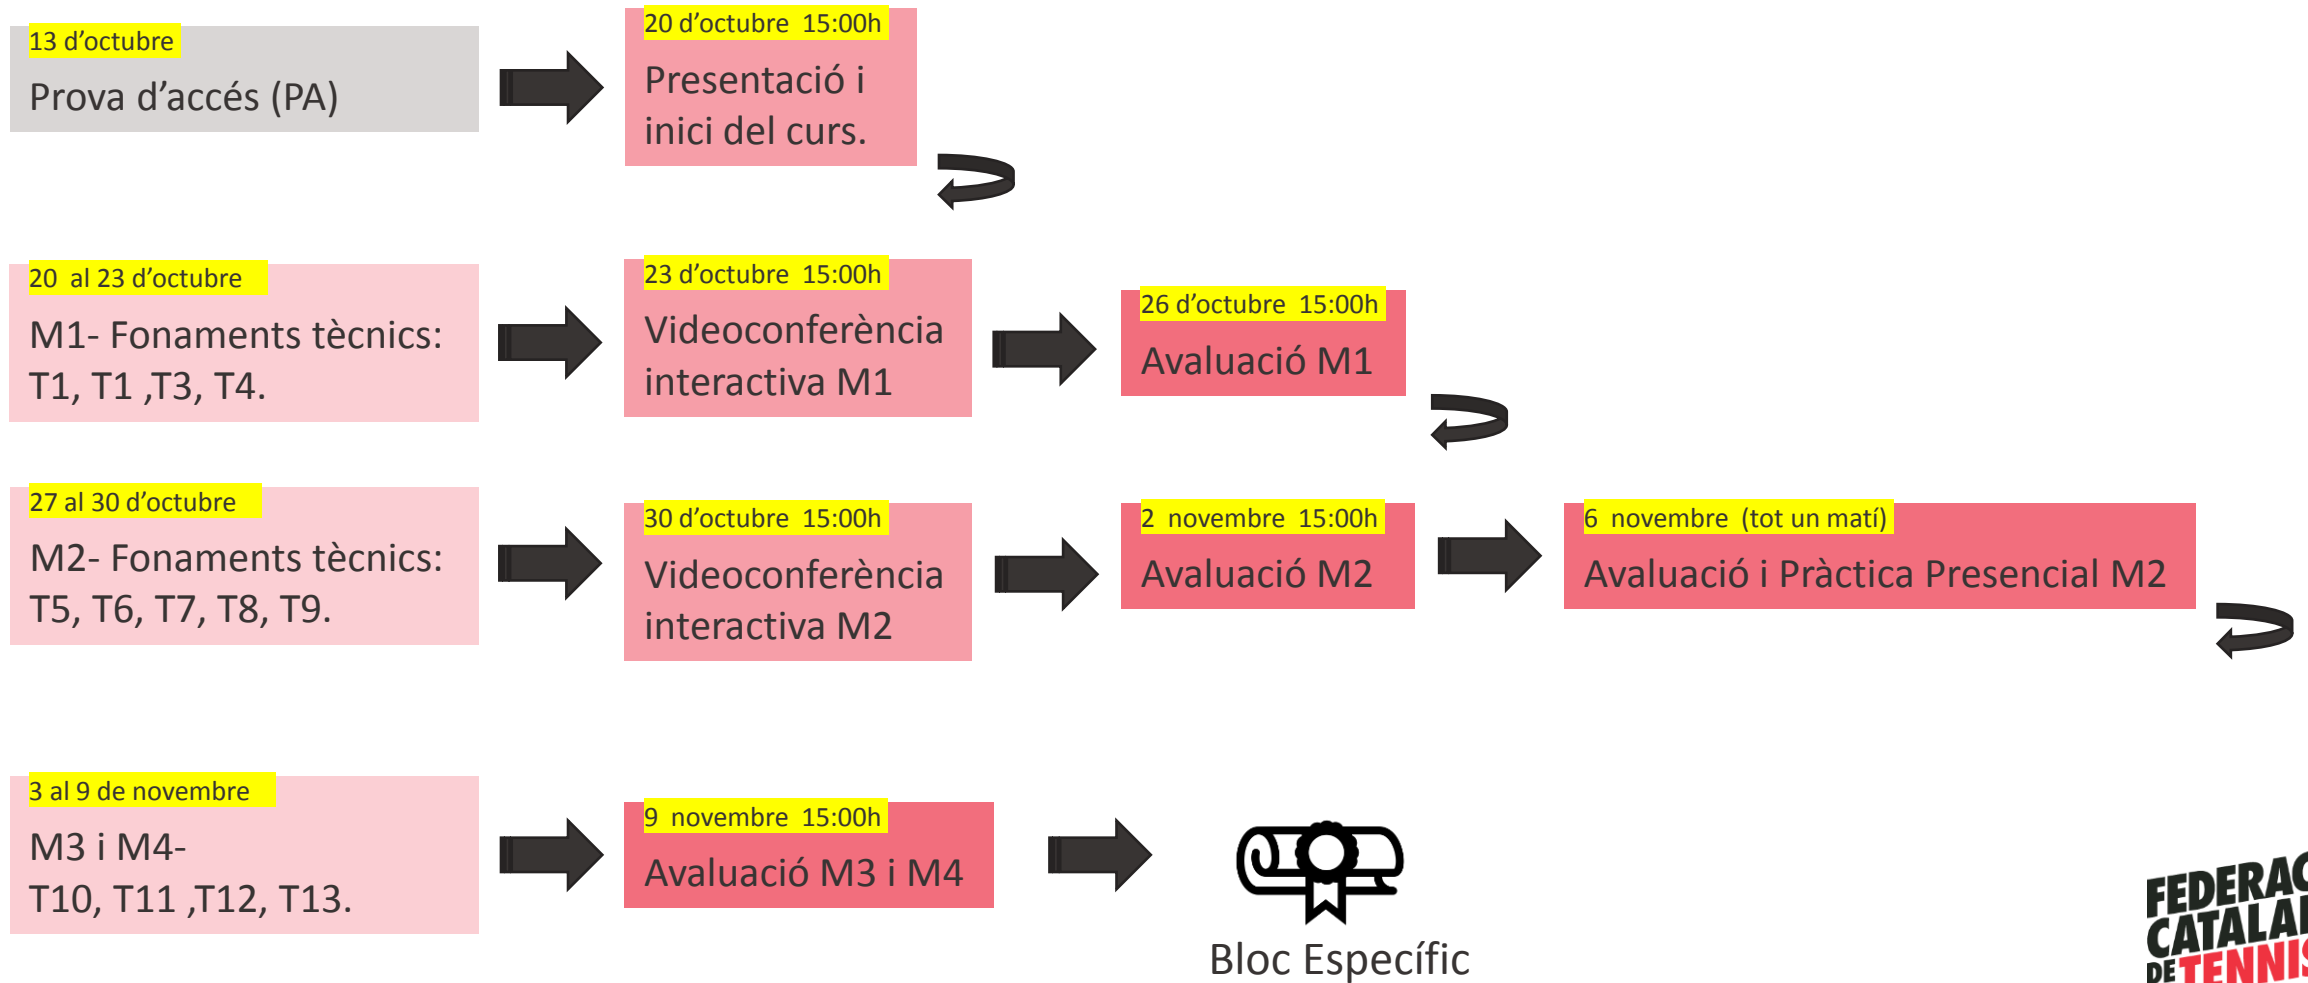 13 d’octubre
Prova d’accés (PA)
20 d’octubre 15:00h
Presentació i
inici del curs.
20 al 23 d’octubre
M1- Fonaments tècnics:
T1, T1 ,T3, T4.
23 d’octubre 15:00h
Videoconferència
interactiva M1
26 d’octubre 15:00h
Avaluació M1
27 al 30 d’octubre
M2- Fonaments tècnics:
T5, T6, T7, T8, T9.
30 d’octubre 15:00h
Videoconferència
interactiva M2
2 novembre 15:00h
Avaluació M2
6 novembre (tot un matí)
Avaluació i Pràctica Presencial M2
3 al 9 de novembre
M3 i M4-
T10, T11 ,T12, T13.
9 novembre 15:00h
Avaluació M3 i M4
Bloc Específic
DE TENNIS